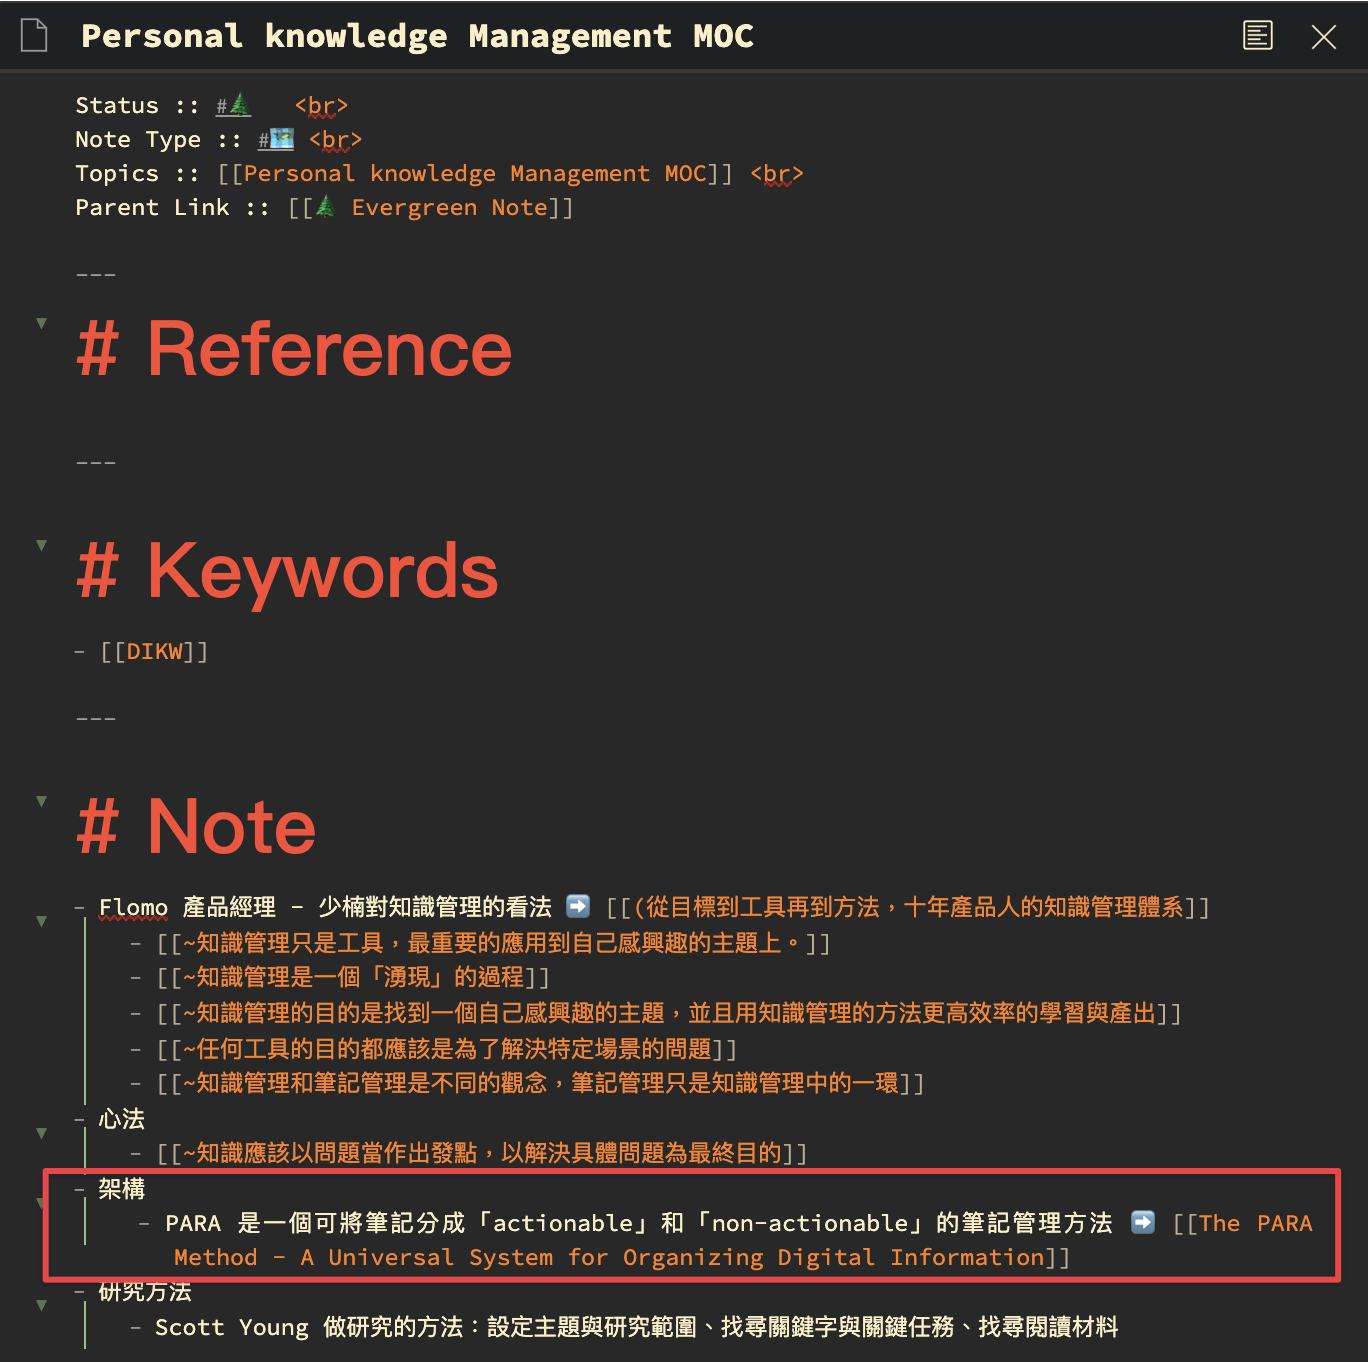 Personal knowledge Management MOC
Status :: #🌲 <br>
Note Type :: #🗺️ <br>
Topics :: [[Personal knowledge Management MOC]] <br>
Parent Link :: [[🌲 Evergreen Note]]
---
# Reference
---
# Keywords
- [[DIKW]]
---
# Note
- Flomo 產品經理 - 少楠對知識管理的看法 ➡️ [[(從目標到工具再到方法，十年產品人的知識管理體系]]
- [[~知識管理只是工具，最重要的應用到自己感興趣的主題上。]]
- [[~知識管理是一個「湧現」的過程]]
- [[~知識管理的目的是找到一個自己感興趣的主題，並且用知識管理的方法更高效率的學習與產出]]
- [[~任何工具的目的都應該是為了解決特定場景的問題]]
- [[~知識管理和筆記管理是不同的觀念，筆記管理只是知識管理中的一環]]
- 心法
- [[~知識應該以問題當作出發點，以解決具體問題為最終目的]]
- 架構
- PARA 是一個可將筆記分成「actionable」和「non-actionable」的筆記管理方法 ➡️ [[The PARA
Method - A Universal System for Organizing Digital Information]]
- 研究方法
- Scott Young 做研究的方法：設定主題與研究範圍、找尋關鍵字與關鍵任務、找尋閱讀材料